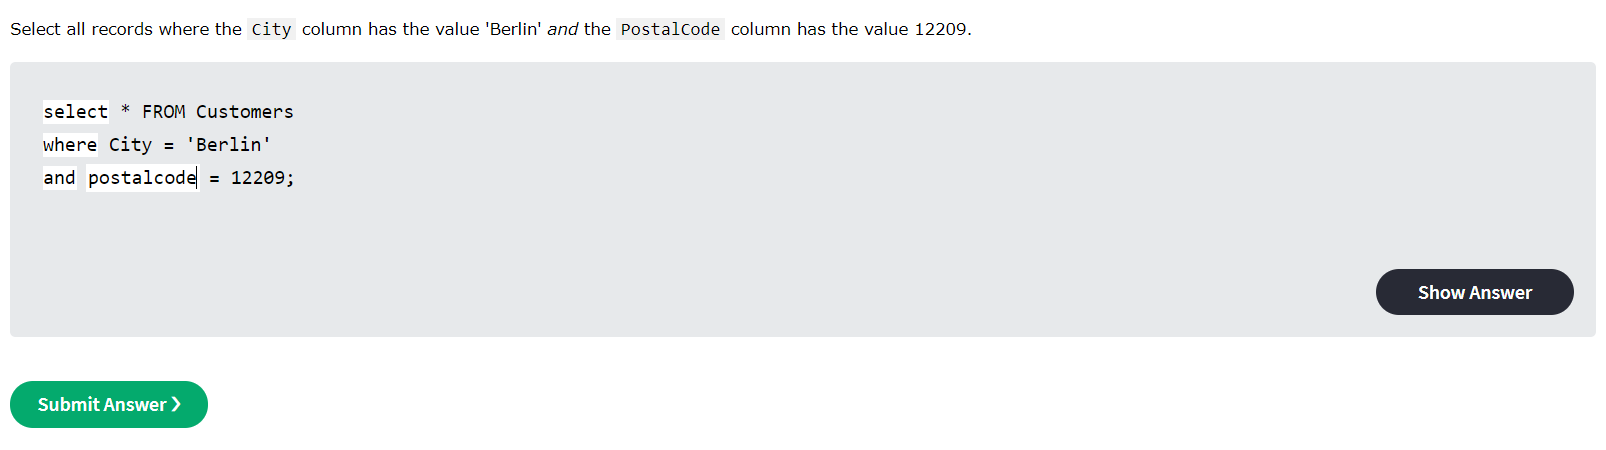 Select all records where the City column has the value 'Berlin' and the PostalCode column has the value 12209.
select * FROM Customers
where City = 'Berlin'
and postalcode = 12209;
Show Answer
Submit Answer ❯